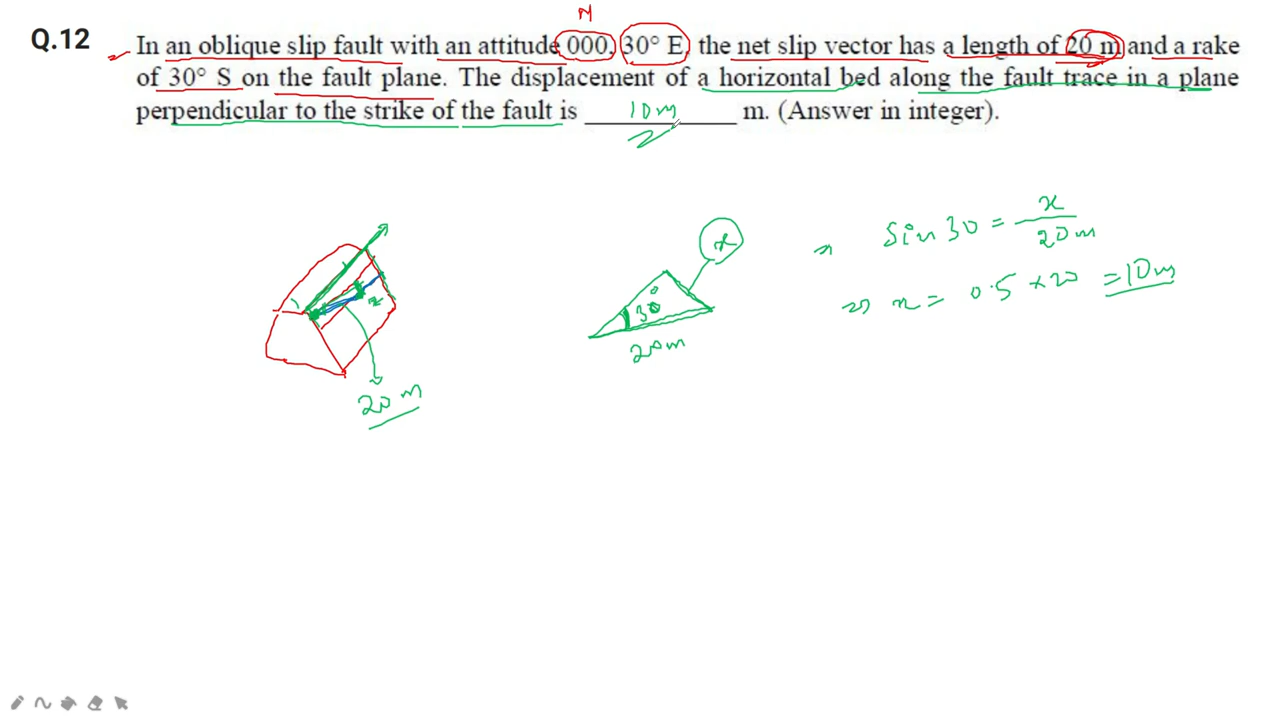 N
Q.12 In an oblique slip fault with an attitude 000, 30° E, the net slip vector has a length of 20 m and a rake
of 30° S on the fault plane. The displacement of a horizontal bed along the fault trace in a plane
perpendicular to the strike of the fault is 10m m. (Answer in integer).
x
⇒ Sin 30 = x / 20m
30°
⇒ x = 0.5 × 20 = 10m
x
20m
20 m